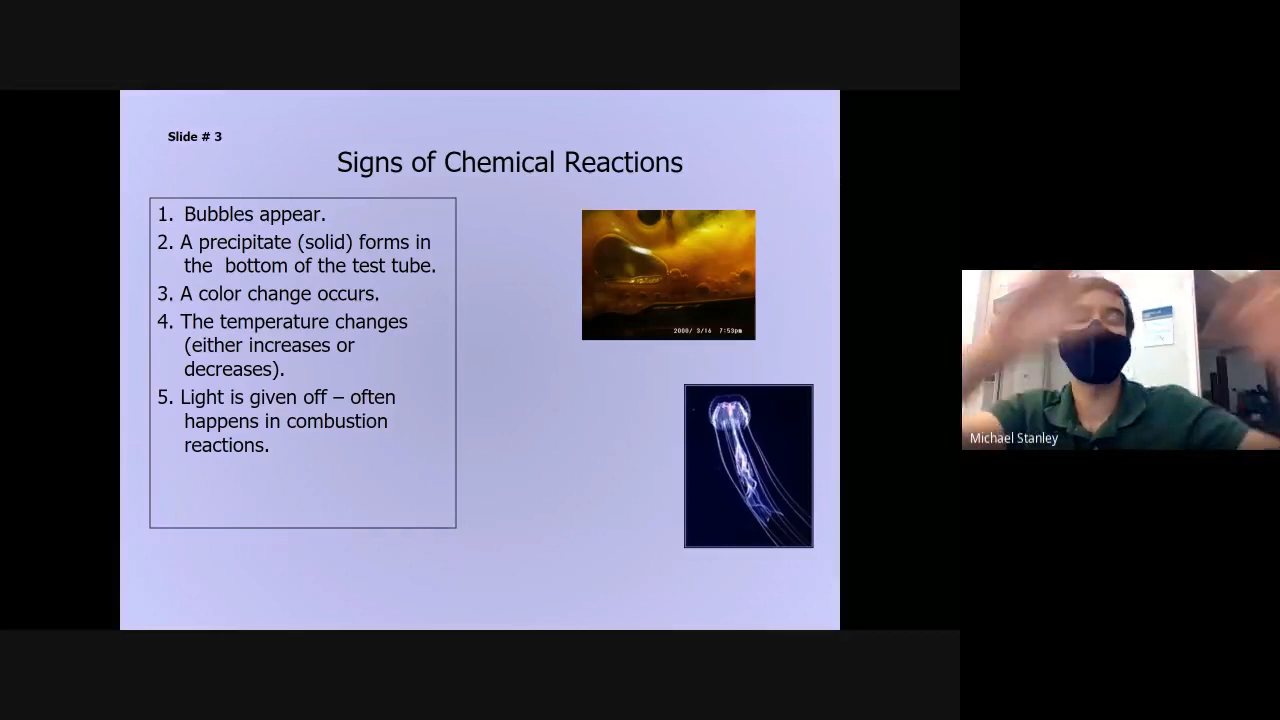 Slide # 3
Signs of Chemical Reactions
1. Bubbles appear.
2. A precipitate (solid) forms in
the bottom of the test tube.
3. A color change occurs.
4. The temperature changes
(either increases or
decreases).
5. Light is given off – often
happens in combustion
reactions.
2000/ 3/16 7:53pm
Michael Stanley